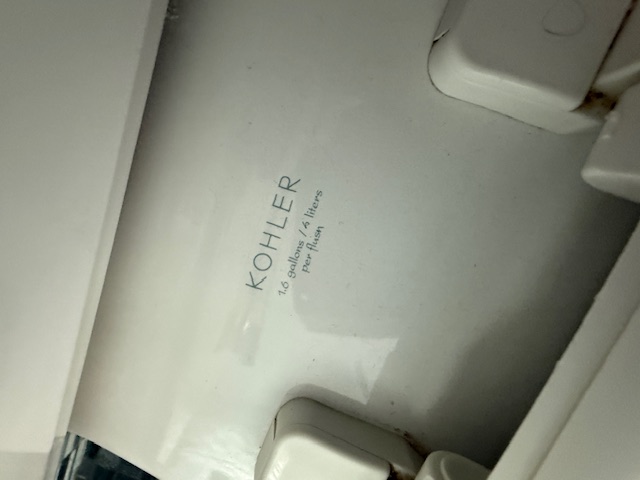 KOHLER
1.6 gallons / 6 liters
per flush